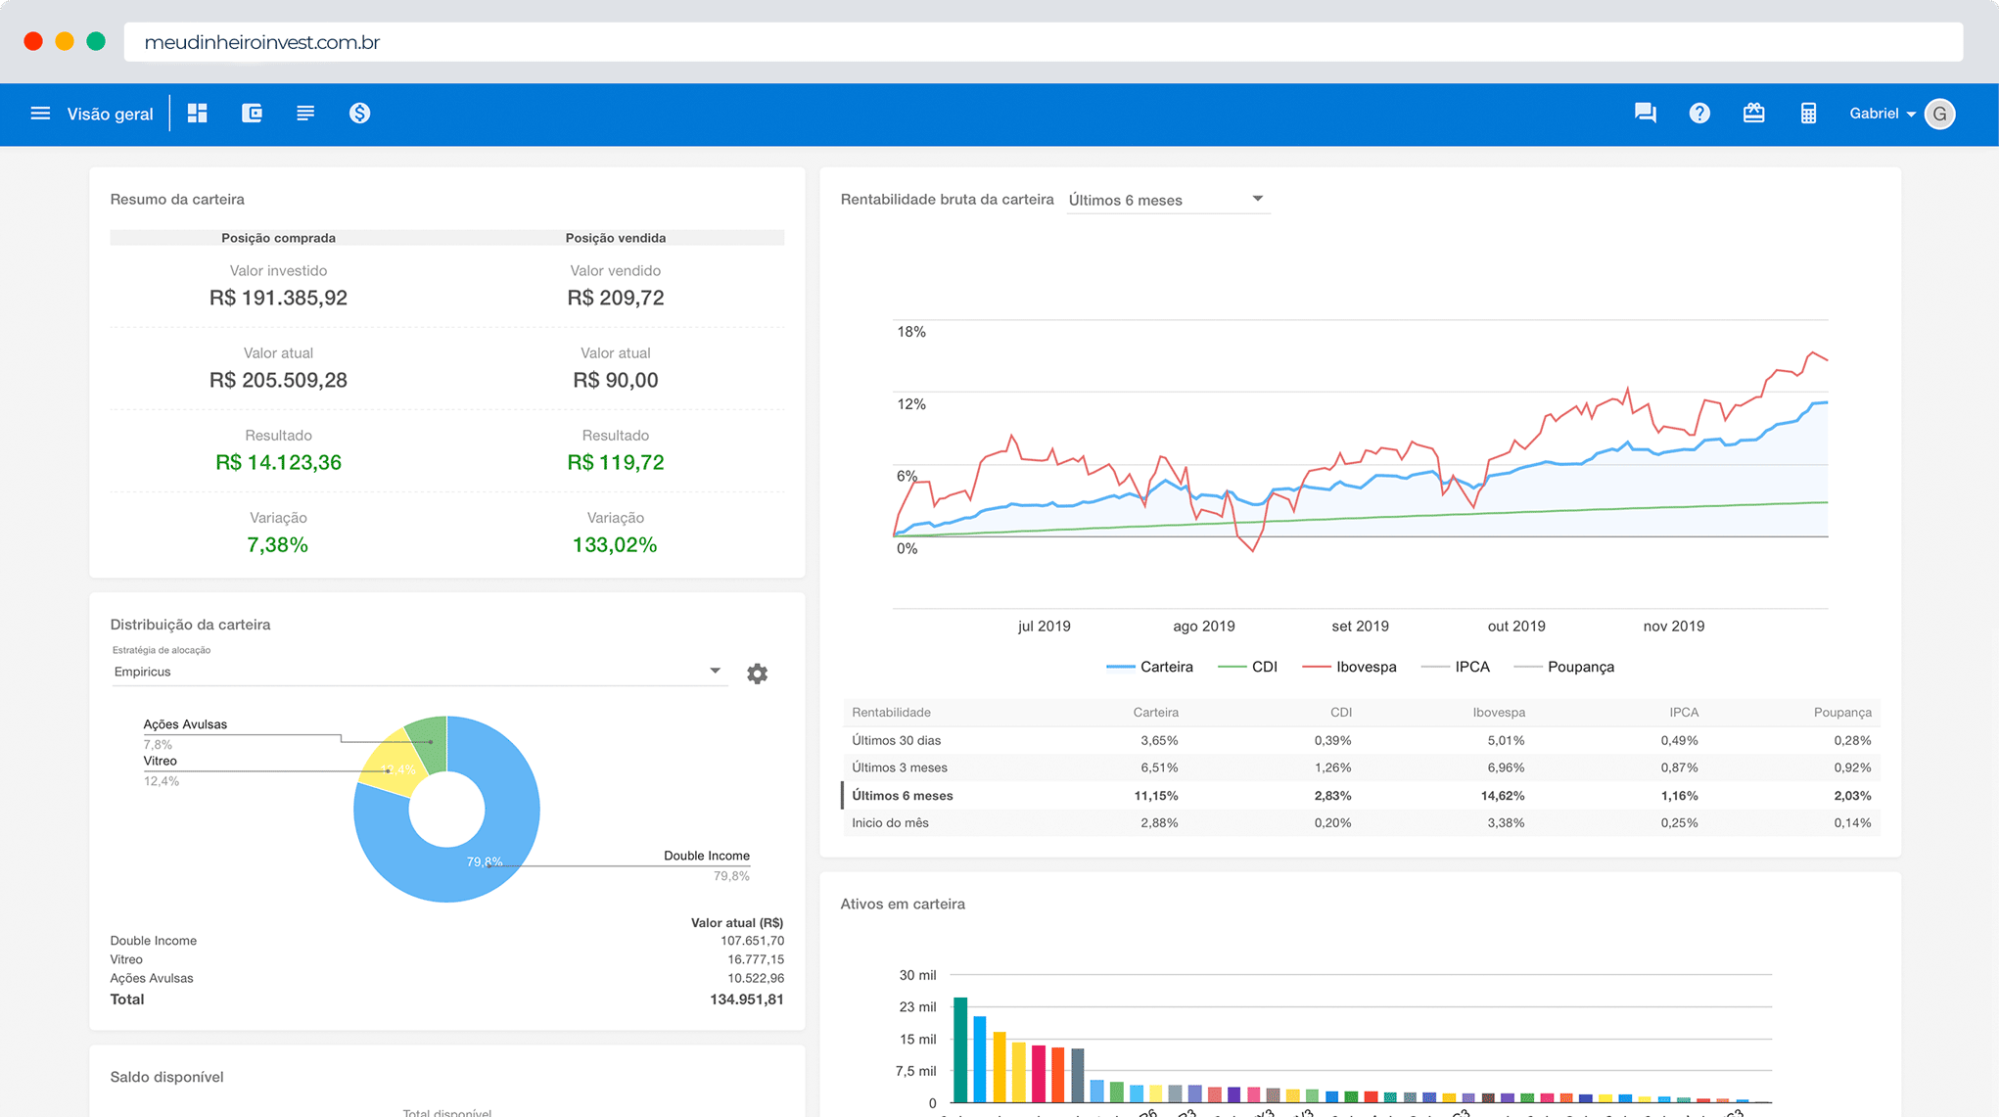 meudinheiroinvest.com.br
Visão geral
Gabriel
G
Resumo da carteira
Posição comprada Posição vendida
Valor investido Valor vendido
R$ 191.385,92 R$ 209,72
Valor atual Valor atual
R$ 205.509,28 R$ 90,00
Resultado Resultado
R$ 14.123,36 R$ 119,72
Variação Variação
7,38% 133,02%
Distribuição da carteira
Estratégia de alocação
Empiricus
Ações Avulsas
7,8%
Vitreo
12,4%
12,4%
79,8%
Double Income
79,8%
Valor atual (R$)
Double Income 107.651,70
Vitreo 16.777,15
Ações Avulsas 10.522,96
Total 134.951,81
Saldo disponível
Total disponível
Rentabilidade bruta da carteira Últimos 6 meses
18%
12%
6%
0%
jul 2019 ago 2019 set 2019 out 2019 nov 2019
Carteira CDI Ibovespa IPCA Poupança
Rentabilidade Carteira CDI Ibovespa IPCA Poupança
Últimos 30 dias 3,65% 0,39% 5,01% 0,49% 0,28%
Últimos 3 meses 6,51% 1,26% 6,96% 0,87% 0,92%
Últimos 6 meses 11,15% 2,83% 14,62% 1,16% 2,03%
Inicio do mês 2,88% 0,20% 3,38% 0,25% 0,14%
Ativos em carteira
30 mil
23 mil
15 mil
7,5 mil
0